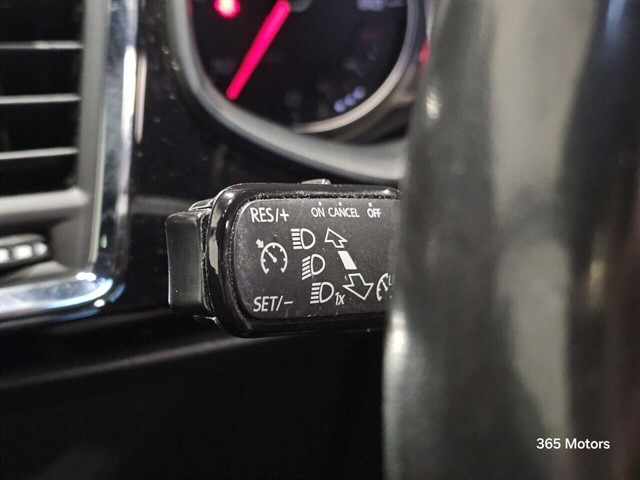 RES/+ ON CANCEL OFF
SET/- 1x
365 Motors